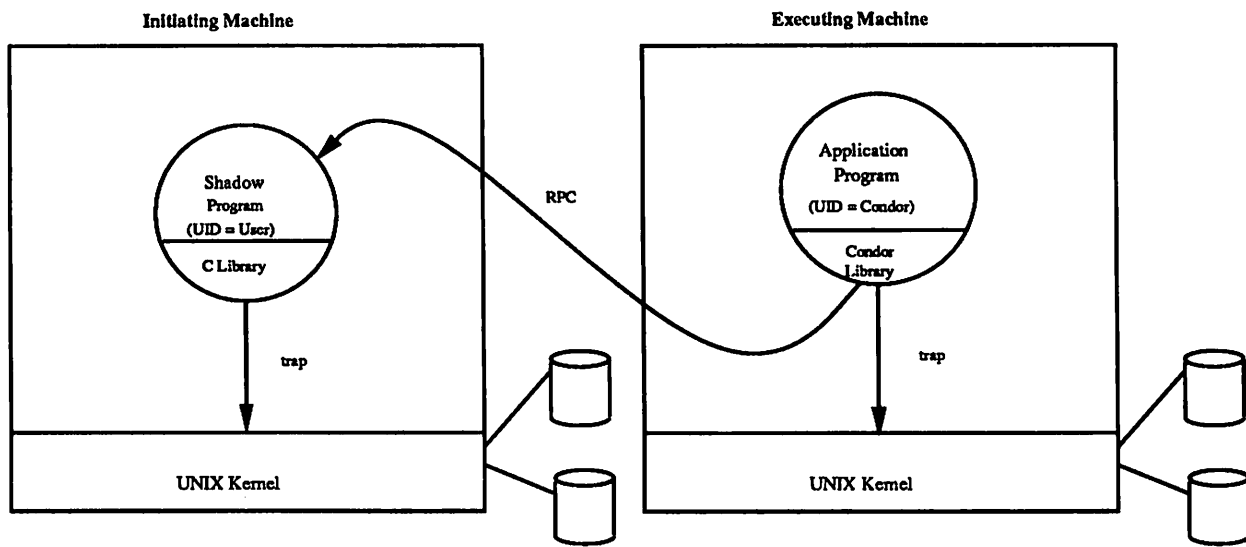 Initiating Machine
Executing Machine
Shadow
Program
(UID = User)
C Library
trap
UNIX Kernel
RPC
Application
Program
(UID = Condor)
Condor
Library
trap
UNIX Kernel